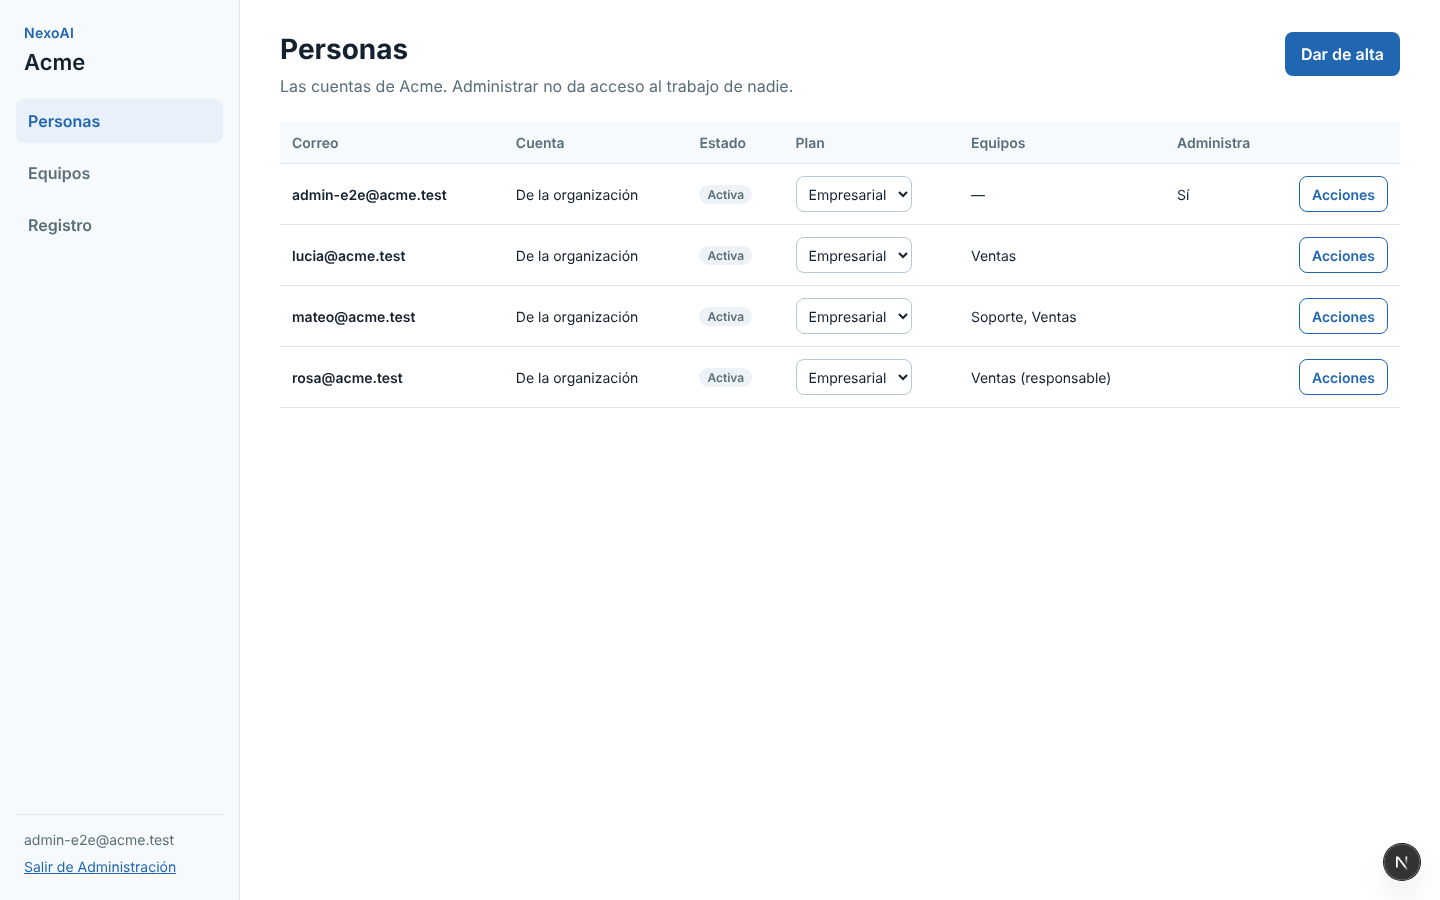 NexoAI
Acme
Personas
Equipos
Registro
admin-e2e@acme.test
Salir de Administración
Personas
Las cuentas de Acme. Administrar no da acceso al trabajo de nadie.
Dar de alta
Correo Cuenta Estado Plan Equipos Administra
admin-e2e@acme.test De la organización Activa Empresarial — Sí Acciones
lucia@acme.test De la organización Activa Empresarial Ventas Acciones
mateo@acme.test De la organización Activa Empresarial Soporte, Ventas Acciones
rosa@acme.test De la organización Activa Empresarial Ventas (responsable) Acciones
N